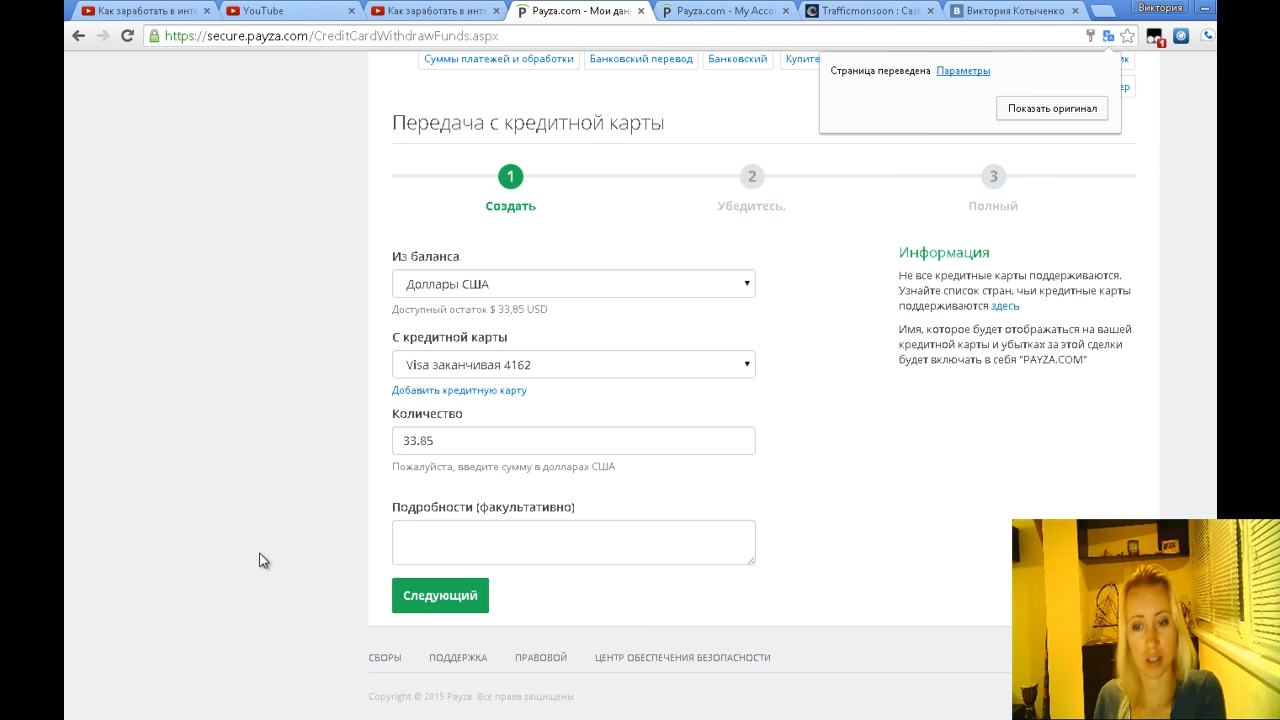 Виктория
Как заработать в инте
YouTube
Как заработать в инте
Payza.com - Мои дан
Payza.com - My Acco
Trafficmonsoon : Cash
Виктория Котыченко
https://secure.payza.com/CreditCardWithdrawFunds.aspx
1
Суммы платежей и обработки
Банковский перевод
Банковский
Купите
Страница переведена Параметры
Показать оригинал
Передача с кредитной карты
1
2
3
Создать
Убедитесь.
Полный
Из баланса
Доллары США
Доступный остаток $ 33,85 USD
С кредитной карты
Visa заканчивая 4162
Добавить кредитную карту
Количество
33.85
Пожалуйста, введите сумму в долларах США
Подробности (факультативно)
Следующий
Информация
Не все кредитные карты поддерживаются.
Узнайте список стран, чьи кредитные карты
поддерживаются здесь
Имя, которое будет отображаться на вашей
кредитной карты и убытках за этой сделки
будет включать в себя "PAYZA.COM"
СБОРЫ
ПОДДЕРЖКА
ПРАВОВОЙ
ЦЕНТР ОБЕСПЕЧЕНИЯ БЕЗОПАСНОСТИ
Copyright © 2015 Payza. Все права защищены